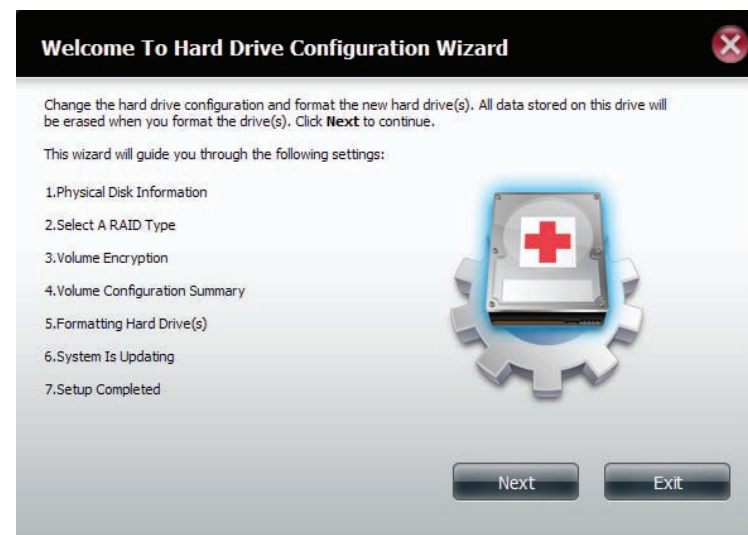 Welcome To Hard Drive Configuration Wizard
Change the hard drive configuration and format the new hard drive(s). All data stored on this drive will
be erased when you format the drive(s). Click Next to continue.
This wizard will guide you through the following settings:
1.Physical Disk Information
2.Select A RAID Type
3.Volume Encryption
4.Volume Configuration Summary
5.Formatting Hard Drive(s)
6.System Is Updating
7.Setup Completed
Next
Exit